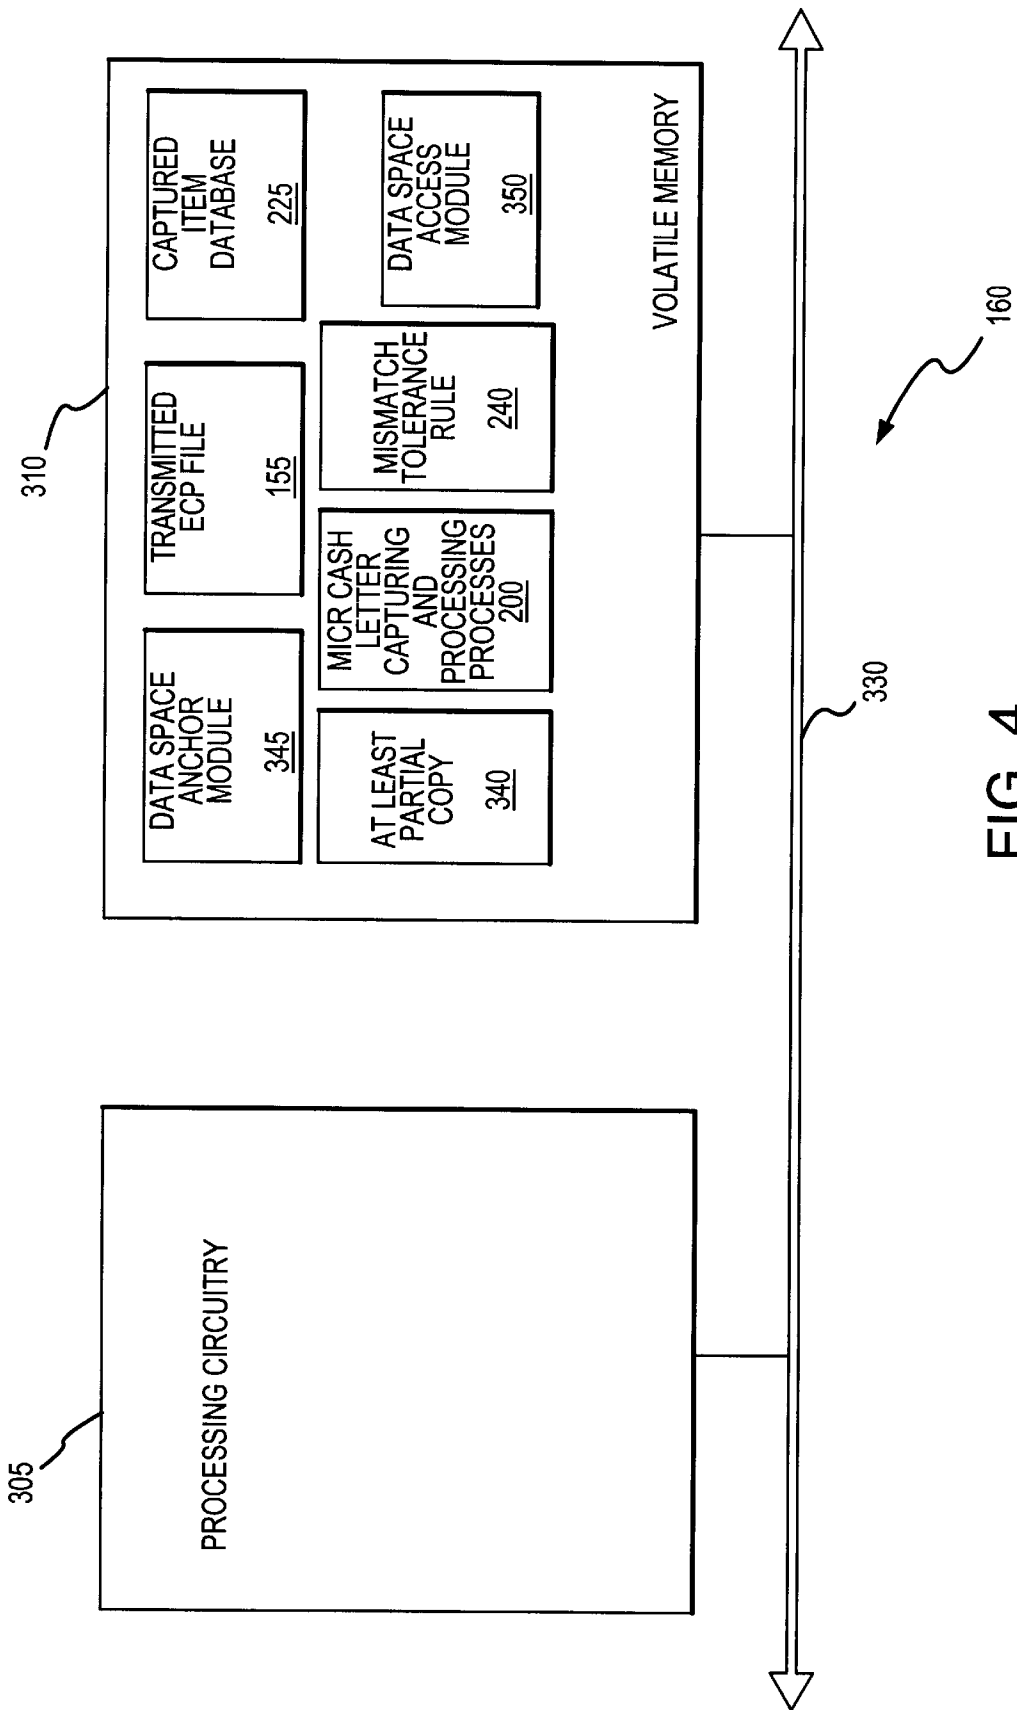 305
PROCESSING CIRCUITRY
310
DATA SPACE
ANCHOR
MODULE
345
TRANSMITTED
ECP FILE
155
CAPTURED
ITEM
DATABASE
225
AT LEAST
PARTIAL
COPY
340
MICR CASH
LETTER
CAPTURING
AND
PROCESSING
PROCESSES
200
MISMATCH
TOLERANCE
RULE
240
DATA SPACE
ACCESS
MODULE
350
VOLATILE MEMORY
330
160
FIG. 4